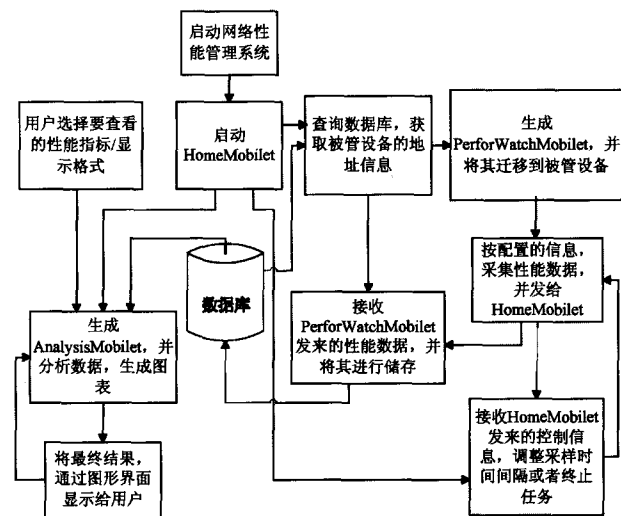 启动网络性
能管理系统
用户选择要查看
的性能指标/显
示格式
启动
HomeMobilet
查询数据库，获
取被管设备的地
址信息
生成
PerforWatchMobilet，并
将其迁移到被管设备
数据库
按配置的信息，
采集性能数据，
并发给
HomeMobilet
生成
AnalysisMobilet，并
分析数据，生成图
表
接收
PerforWatchMobilet
发来的性能数据，并
将其进行储存
将最终结果，
通过图形界面
显示给用户
接收HomeMobilet
发来的控制信
息，调整采样时
间间隔或者终止
任务